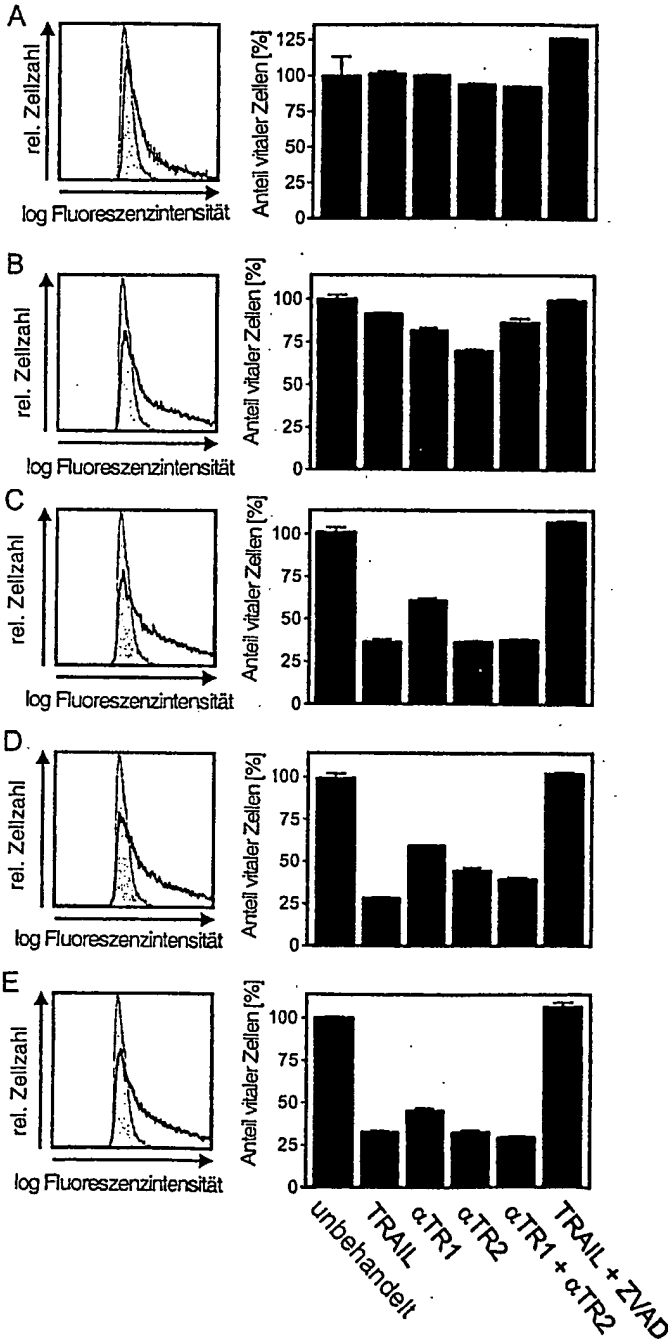 A
rel. Zellzahl
log Fluoreszenzintensität
Anteil vitaler Zellen [%]
125
100
75
50
25
0
B
rel. Zellzahl
log Fluoreszenzintensität
Anteil vitaler Zellen [%]
100
75
50
25
0
C
rel. Zellzahl
log Fluoreszenzintensität
Anteil vitaler Zellen [%]
100
75
50
25
0
D
rel. Zellzahl
log Fluoreszenzintensität
Anteil vitaler Zellen [%]
100
75
50
25
0
E
rel. Zellzahl
log Fluoreszenzintensität
Anteil vitaler Zellen [%]
100
75
50
25
0
unbehandelt
TRAIL
αTR1
αTR2
αTR1 + αTR2
TRAIL + ZVAD